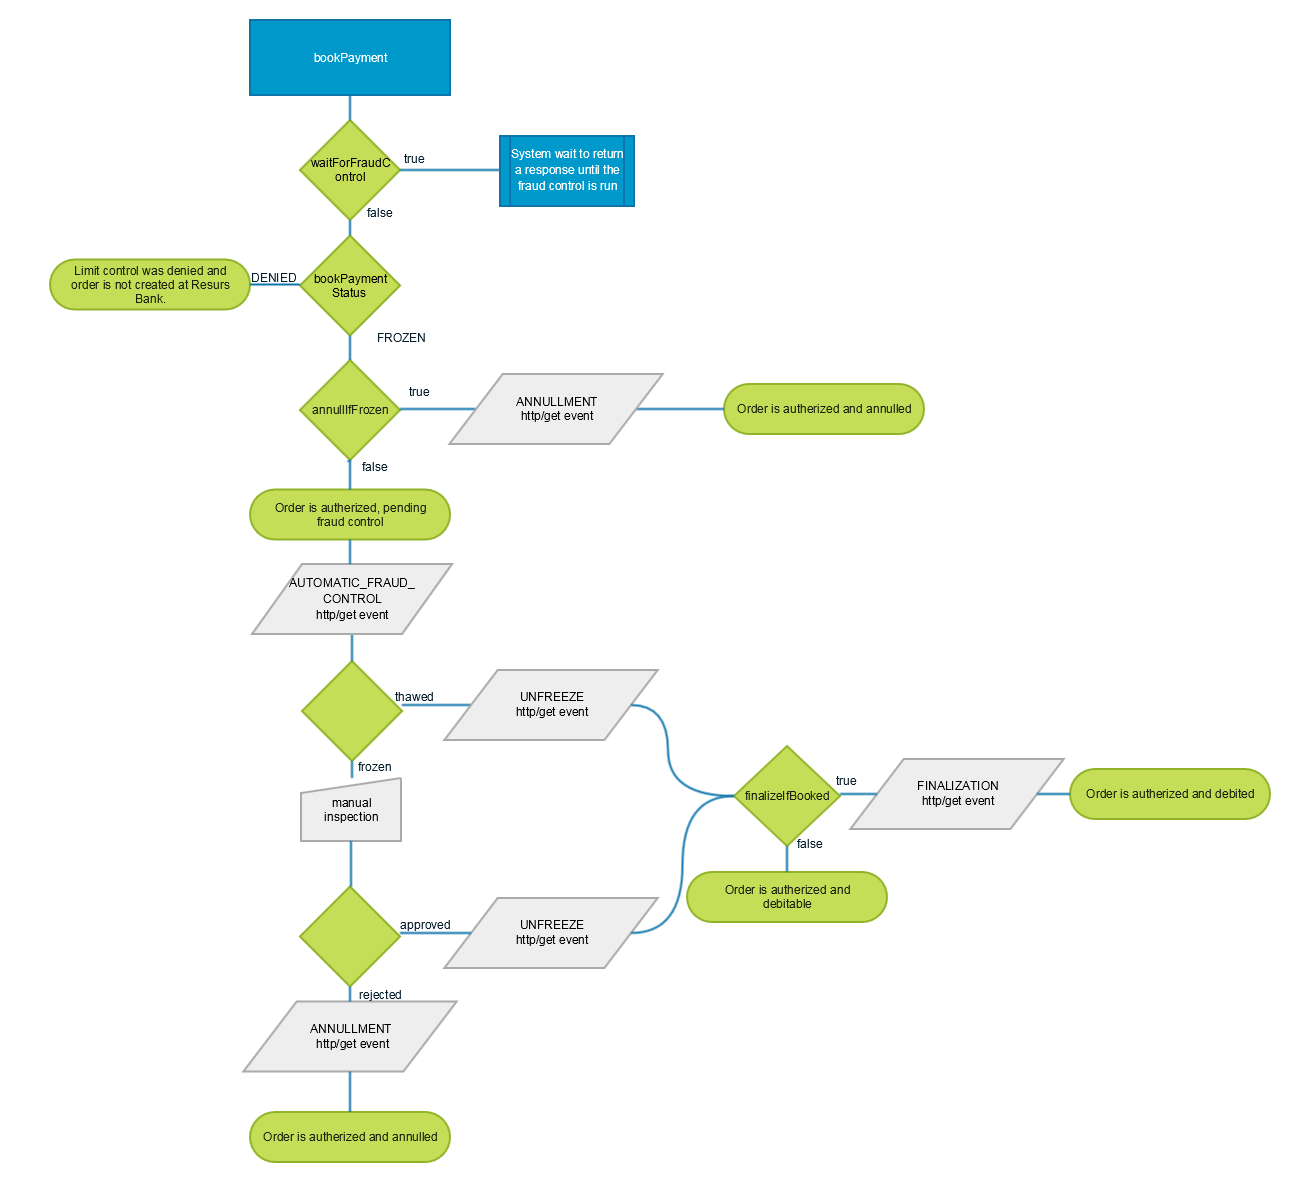 bookPayment
waitForFraudC
ontrol
true
System wait to return
a response until the
fraud control is run
false
Limit control was denied and
order is not created at Resurs
Bank.
DENIED
bookPayment
Status
FROZEN
annullIfFrozen
true
ANNULLMENT
http/get event
Order is autherized and annulled
false
Order is autherized, pending
fraud control
AUTOMATIC_FRAUD_
CONTROL
http/get event
thawed
UNFREEZE
http/get event
frozen
manual
inspection
finalizeIfBooked
true
FINALIZATION
http/get event
Order is autherized and debited
false
Order is autherized and
debitable
approved
UNFREEZE
http/get event
rejected
ANNULLMENT
http/get event
Order is autherized and annulled